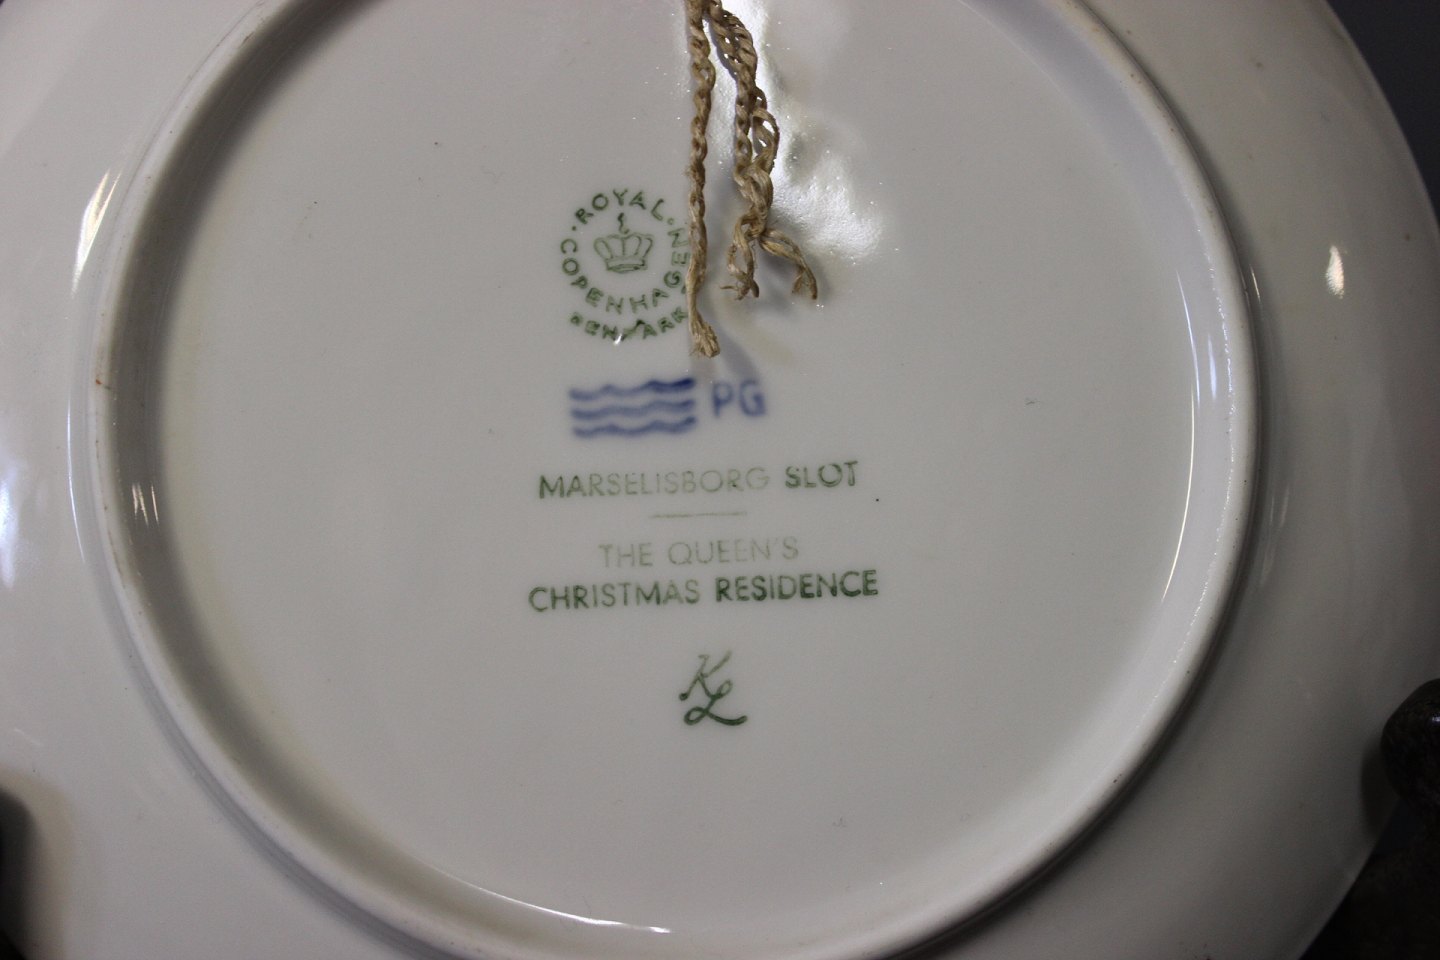 ROYAL
COPENHAGEN
DENMARK
PG
MARSELISBORG SLOT
THE QUEEN'S
CHRISTMAS RESIDENCE
KL